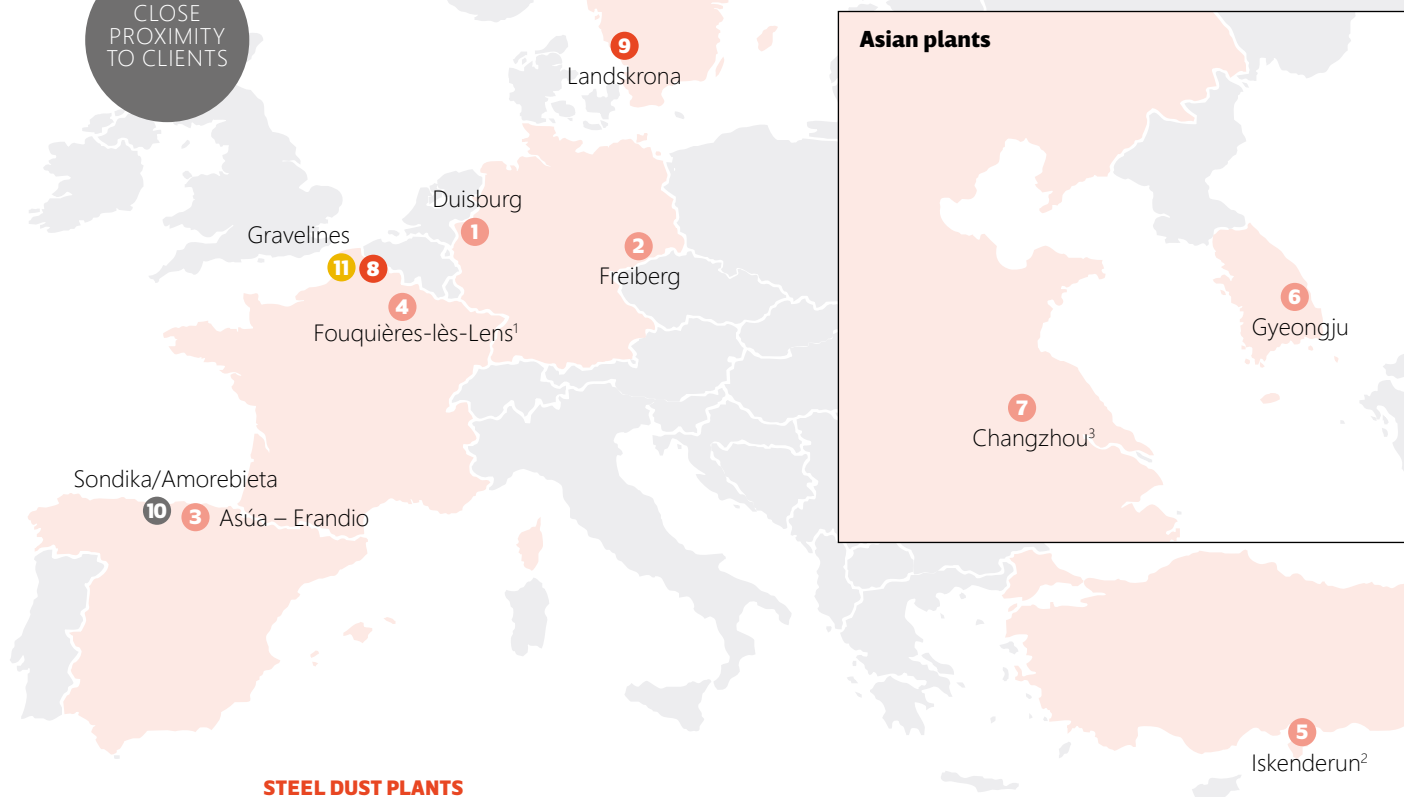 CLOSE
PROXIMITY
TO CLIENTS
9
Landskrona
Asian plants
Duisburg
1
Gravelines
11 8
2
Freiberg
4
Fouquières-lès-Lens¹
6
Gyeongju
7
Changzhou³
Sondika/Amorebieta
10 3 Asúa – Erandio
5
Iskenderun²
STEEL DUST PLANTS